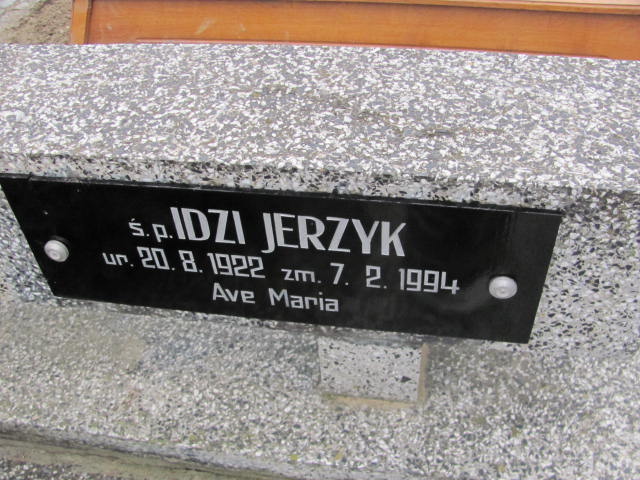 ś.p. IDZI JERZYK
ur. 20. 8. 1922 zm. 7. 2. 1994
Ave Maria